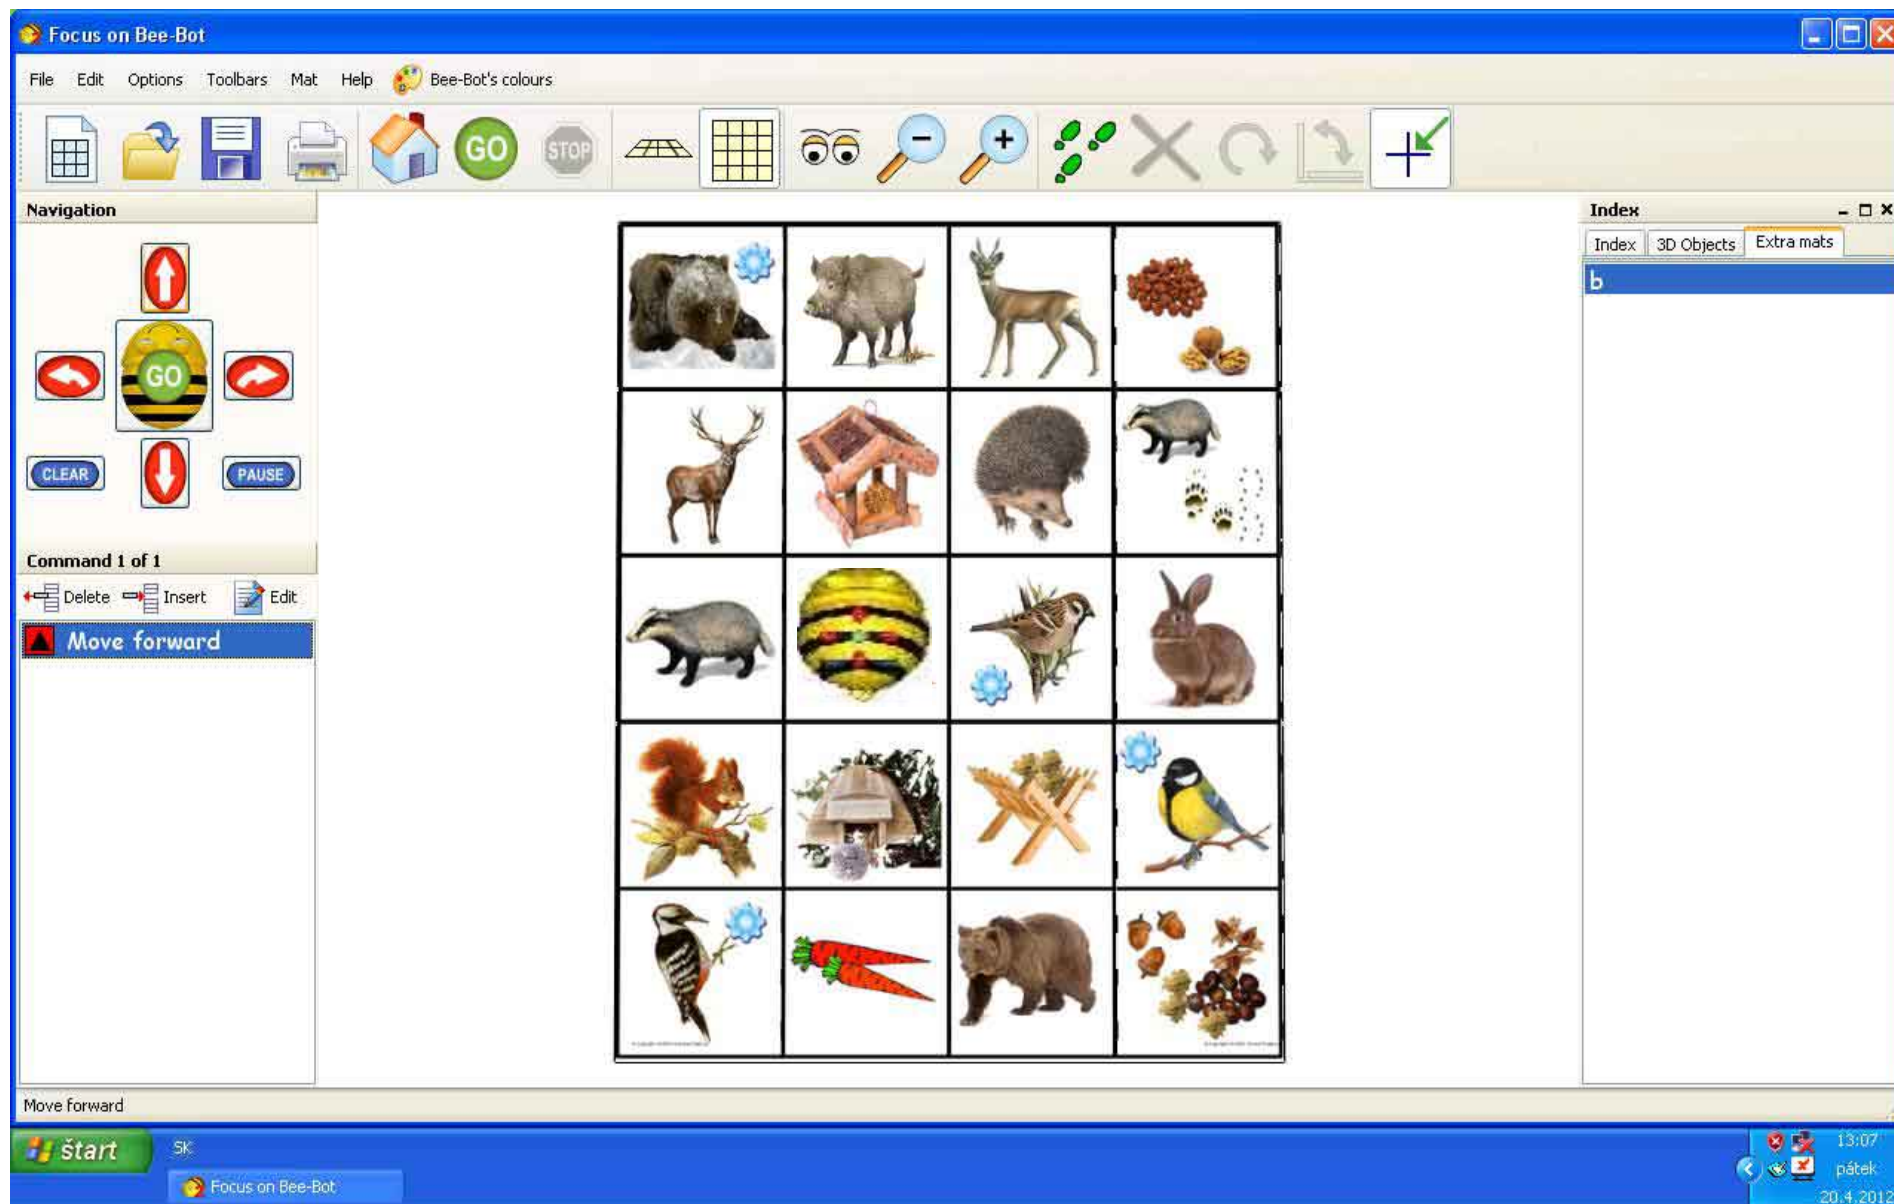 Focus on Bee-Bot
File Edit Options Toolbars Mat Help Bee-Bot's colours
GO STOP
Navigation
GO
CLEAR PAUSE
Command 1 of 1
Delete Insert Edit
Move forward
Index
Index 3D Objects Extra mats
b
Move forward
štart
SK
Focus on Bee-Bot
13:07
pátek
20.4.2012